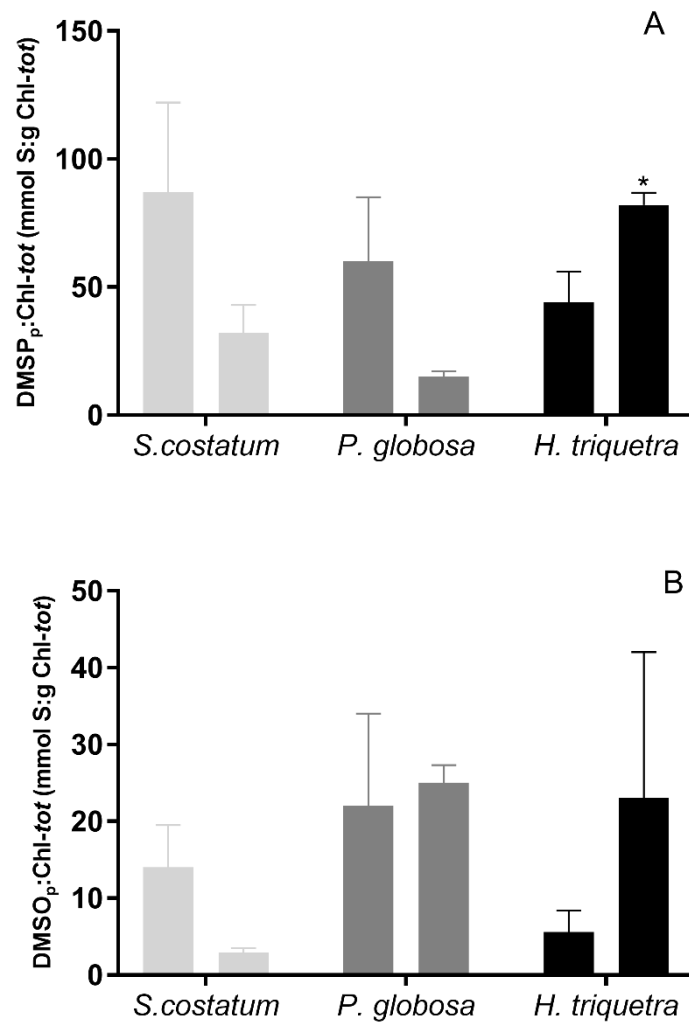 A
150
100
50
0
DMSPp:Chl-tot (mmol S:g Chl-tot)
*
S.costatum P. globosa H. triquetra
B
50
40
30
20
10
0
DMSOp:Chl-tot (mmol S:g Chl-tot)
S.costatum P. globosa H. triquetra